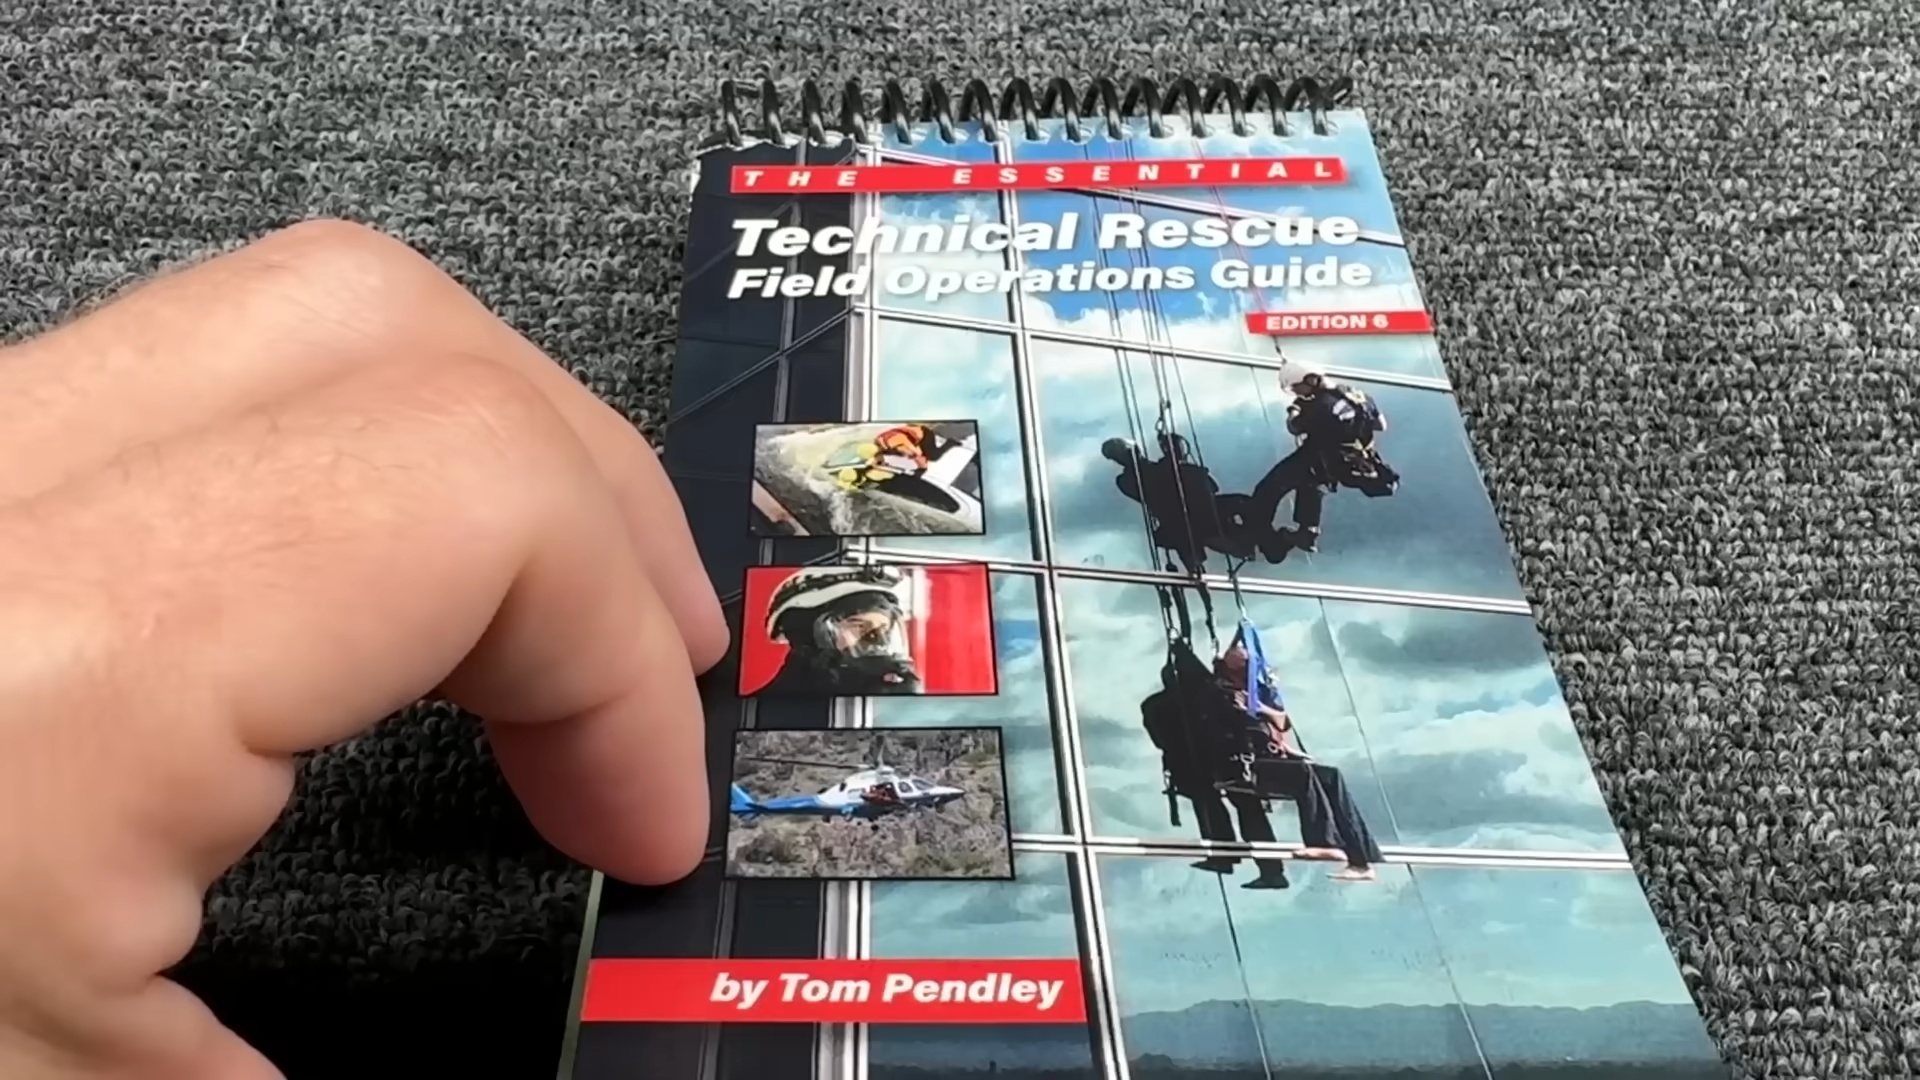 THE ESSENTIAL
Technical Rescue
Field Operations Guide
EDITION 6
by Tom Pendley